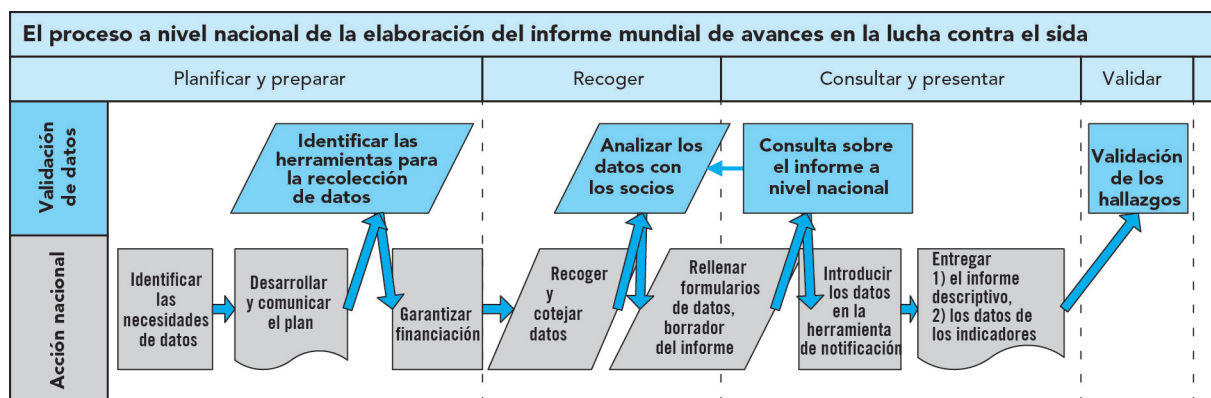 El proceso a nivel nacional de la elaboración del informe mundial de avances en la lucha contra el sida
Planificar y preparar
Recoger
Consultar y presentar
Validar
Validación
de datos
Identificar las
herramientas para
la recolección
de datos
Analizar los
datos con
los socios
Consulta sobre
el informe a
nivel nacional
Validación
de los
hallazgos
Acción nacional
Identificar
las
necesidades
de datos
Desarrollar
y comunicar
el plan
Garantizar
financiación
Recoger
y
cotejar
datos
Rellenar
formularios
de datos,
borrador
del informe
Introducir
los datos
en la
herramienta
de notificación
Entregar
1) el informe
descriptivo,
2) los datos de
los indicadores